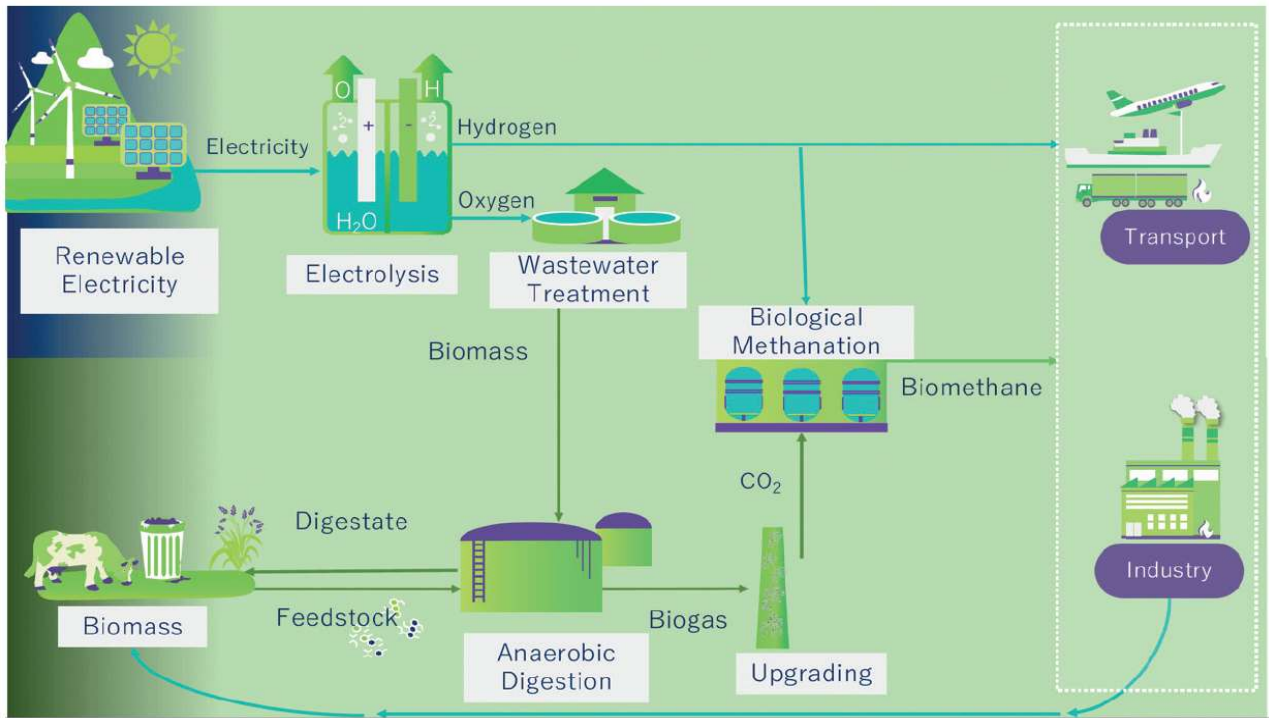 O
H
+
-
Electricity
Hydrogen
Oxygen
H₂O
Renewable
Electricity
Electrolysis
Wastewater
Treatment
Transport
Biological
Methanation
Biomass
Biomethane
CO₂
Digestate
Feedstock
Biogas
Industry
Biomass
Anaerobic
Digestion
Upgrading